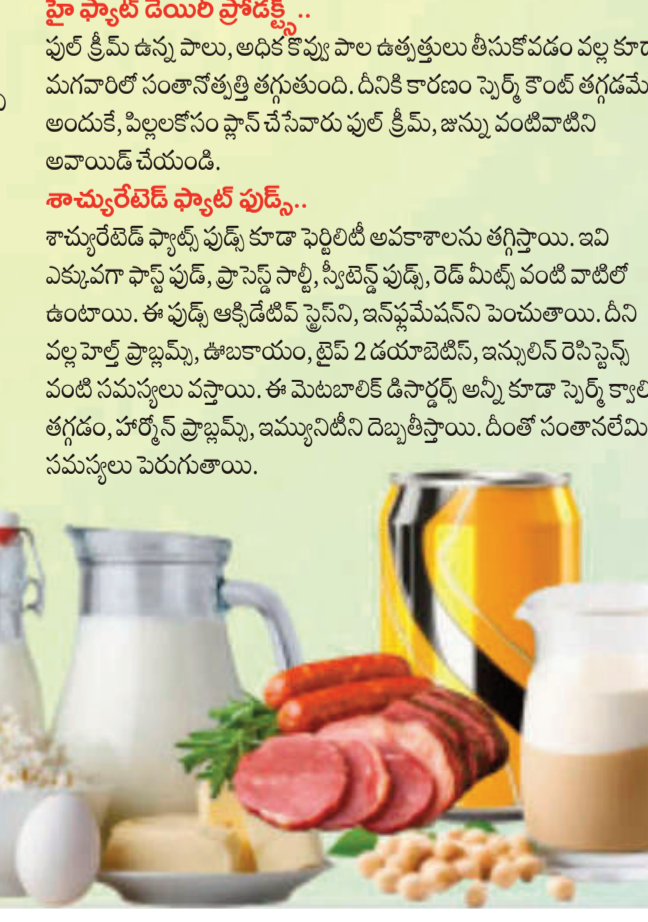 హై ఫ్యాట్ డెయిరీ ప్రోడక్ట్స్..
ఫుల్ క్రీమ్ ఉన్న పాలు, అధిక కొవ్వు పాల ఉత్పత్తులు తీసుకోవడం వల్ల కూడ
మగవారిలో సంతానోత్పత్తి తగ్గుతుంది. దీనికి కారణం స్పెర్మ్ కౌంట్ తగ్గడమే
అందుకే, పిల్లలకోసం ప్లాన్ చేసేవారు ఫుల్ క్రీమ్, జున్ను వంటివాటిని
అవాయిడ్ చేయండి.
శాచ్యురేటెడ్ ఫ్యాట్ ఫుడ్స్..
శాచ్యురేటెడ్ ఫ్యాట్స్ ఫుడ్స్ కూడా ఫెర్టిలిటీ అవకాశాలను తగ్గిస్తాయి. ఇవి
ఎక్కువగా ఫాస్ట్ ఫుడ్, ప్రాసెస్డ్ సాల్టీ, స్వీటెన్డ్ ఫుడ్స్, రెడ్ మీట్స్ వంటి వాటిలో
ఉంటాయి. ఈ ఫుడ్స్ ఆక్సిడేటివ్ స్ట్రెస్‌ని, ఇన్‌ఫ్లమేషన్‌ని పెంచుతాయి. దీని
వల్ల హెల్త్ ప్రాబ్లమ్స్, ఊబకాయం, టైప్ 2 డయాబెటిస్, ఇన్సులిన్ రెసిస్టెన్స్
వంటి సమస్యలు వస్తాయి. ఈ మెటబాలిక్ డిసార్డర్స్ అన్నీ కూడా స్పెర్మ్ క్వాలి
తగ్గడం, హార్మోన్ ప్రాబ్లమ్స్, ఇమ్యునిటీని దెబ్బతీస్తాయి. దీంతో సంతానలేమి
సమస్యలు పెరుగుతాయి.